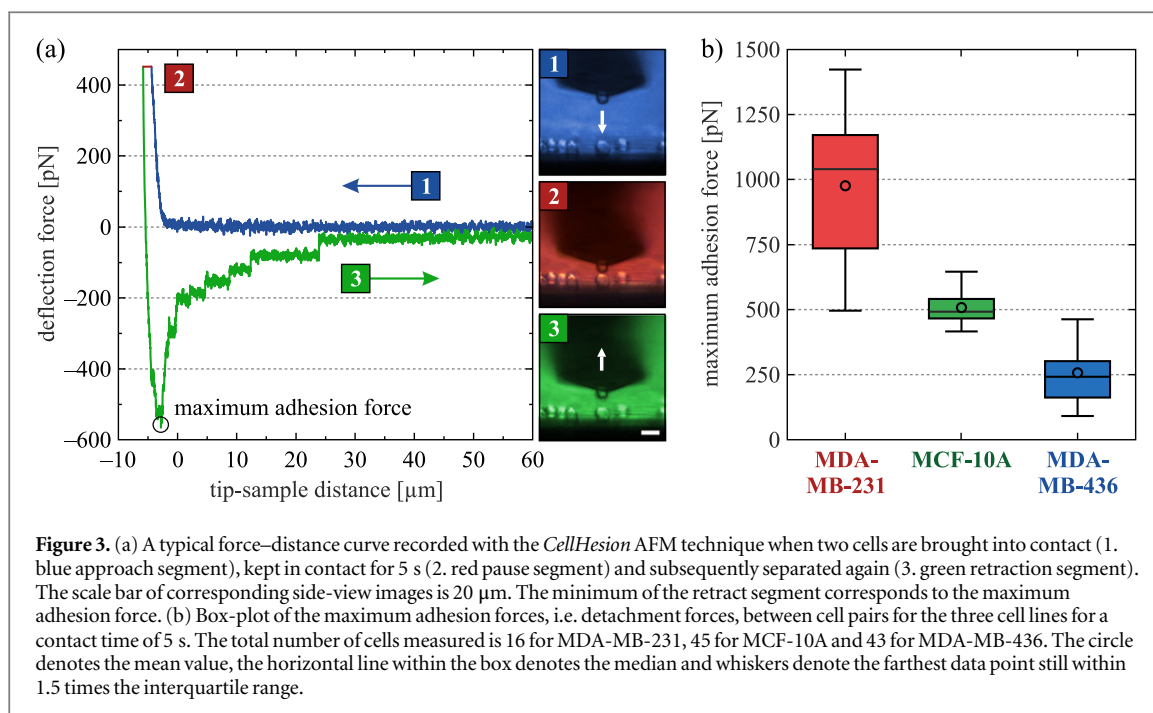 (a)
deflection force [pN]
400
200
0
−200
−400
−600
−10
0
10
20
30
40
50
60
tip-sample distance [µm]
2
1
3
maximum adhesion force
1
2
3
b)
maximum adhesion force [pN]
1500
1250
1000
750
500
250
0
MDA-
MB-231
MCF-10A
MDA-
MB-436
Figure 3. (a) A typical force–distance curve recorded with the CellHesion AFM technique when two cells are brought into contact (1.
blue approach segment), kept in contact for 5 s (2. red pause segment) and subsequently separated again (3. green retraction segment).
The scale bar of corresponding side-view images is 20 µm. The minimum of the retract segment corresponds to the maximum
adhesion force. (b) Box-plot of the maximum adhesion forces, i.e. detachment forces, between cell pairs for the three cell lines for a
contact time of 5 s. The total number of cells measured is 16 for MDA-MB-231, 45 for MCF-10A and 43 for MDA-MB-436. The circle
denotes the mean value, the horizontal line within the box denotes the median and whiskers denote the farthest data point still within
1.5 times the interquartile range.